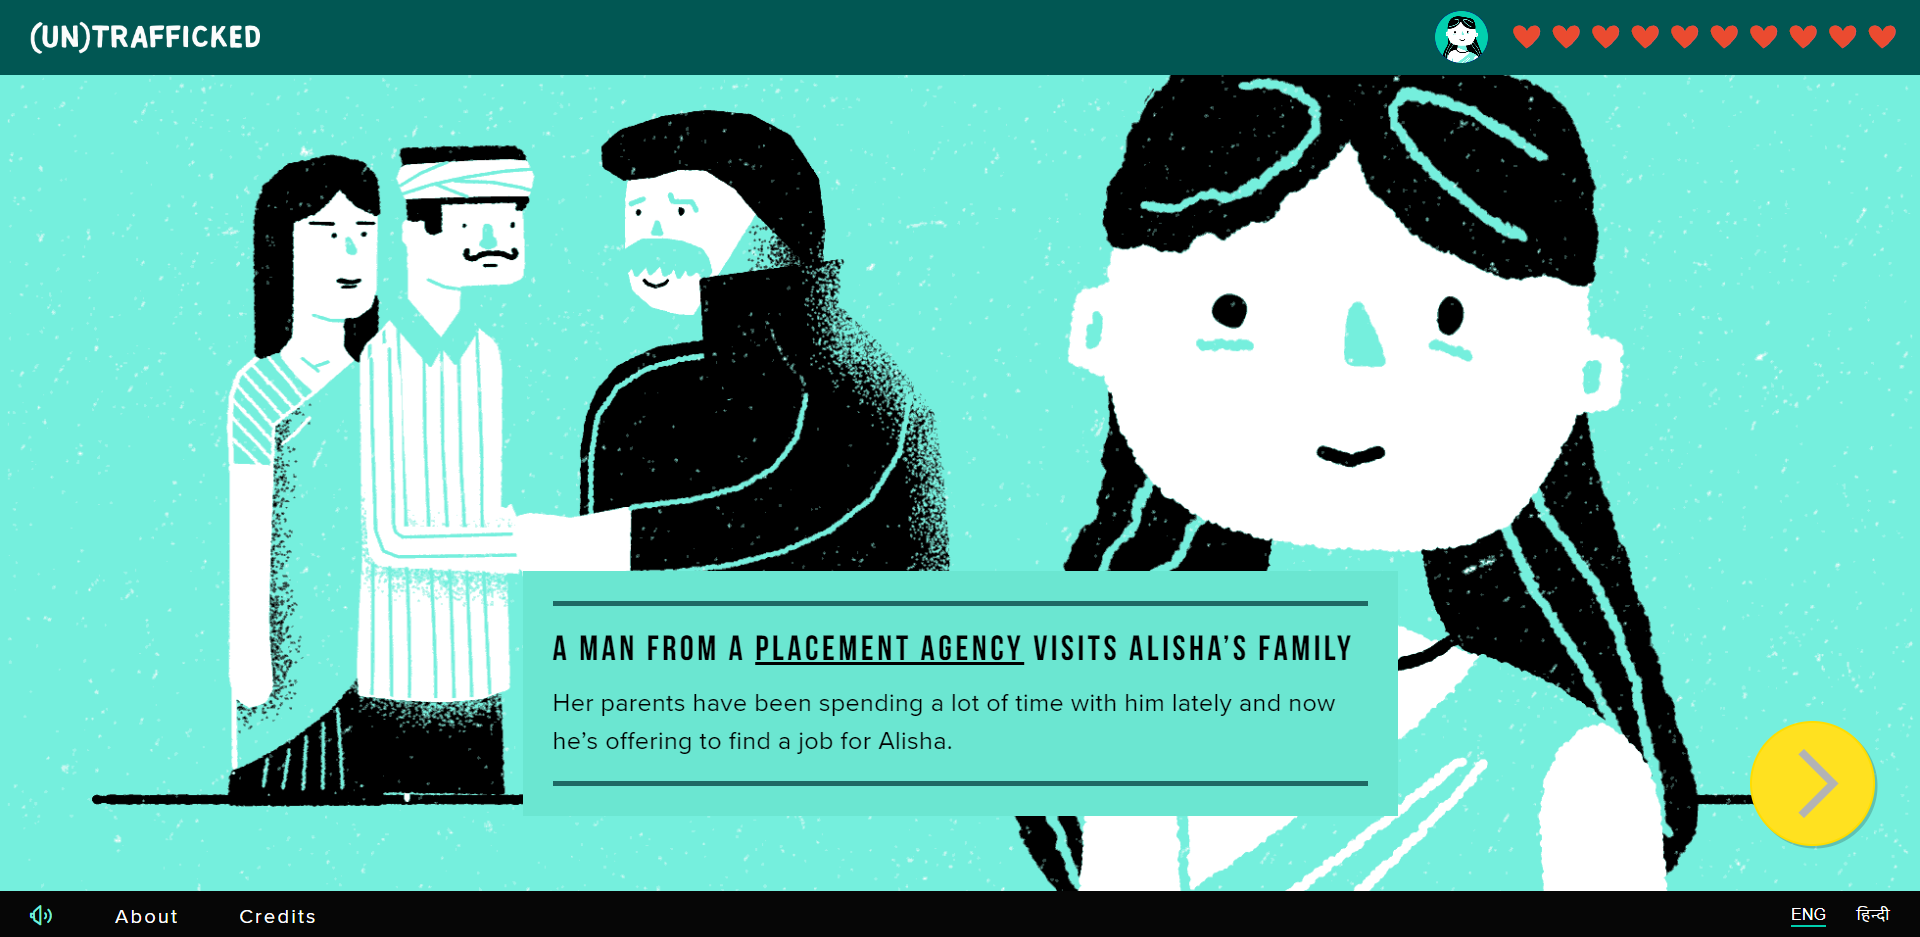 (UN)TRAFFICKED
A MAN FROM A PLACEMENT AGENCY VISITS ALISHA’S FAMILY
Her parents have been spending a lot of time with him lately and now
he’s offering to find a job for Alisha.
About Credits ENG हिन्दी